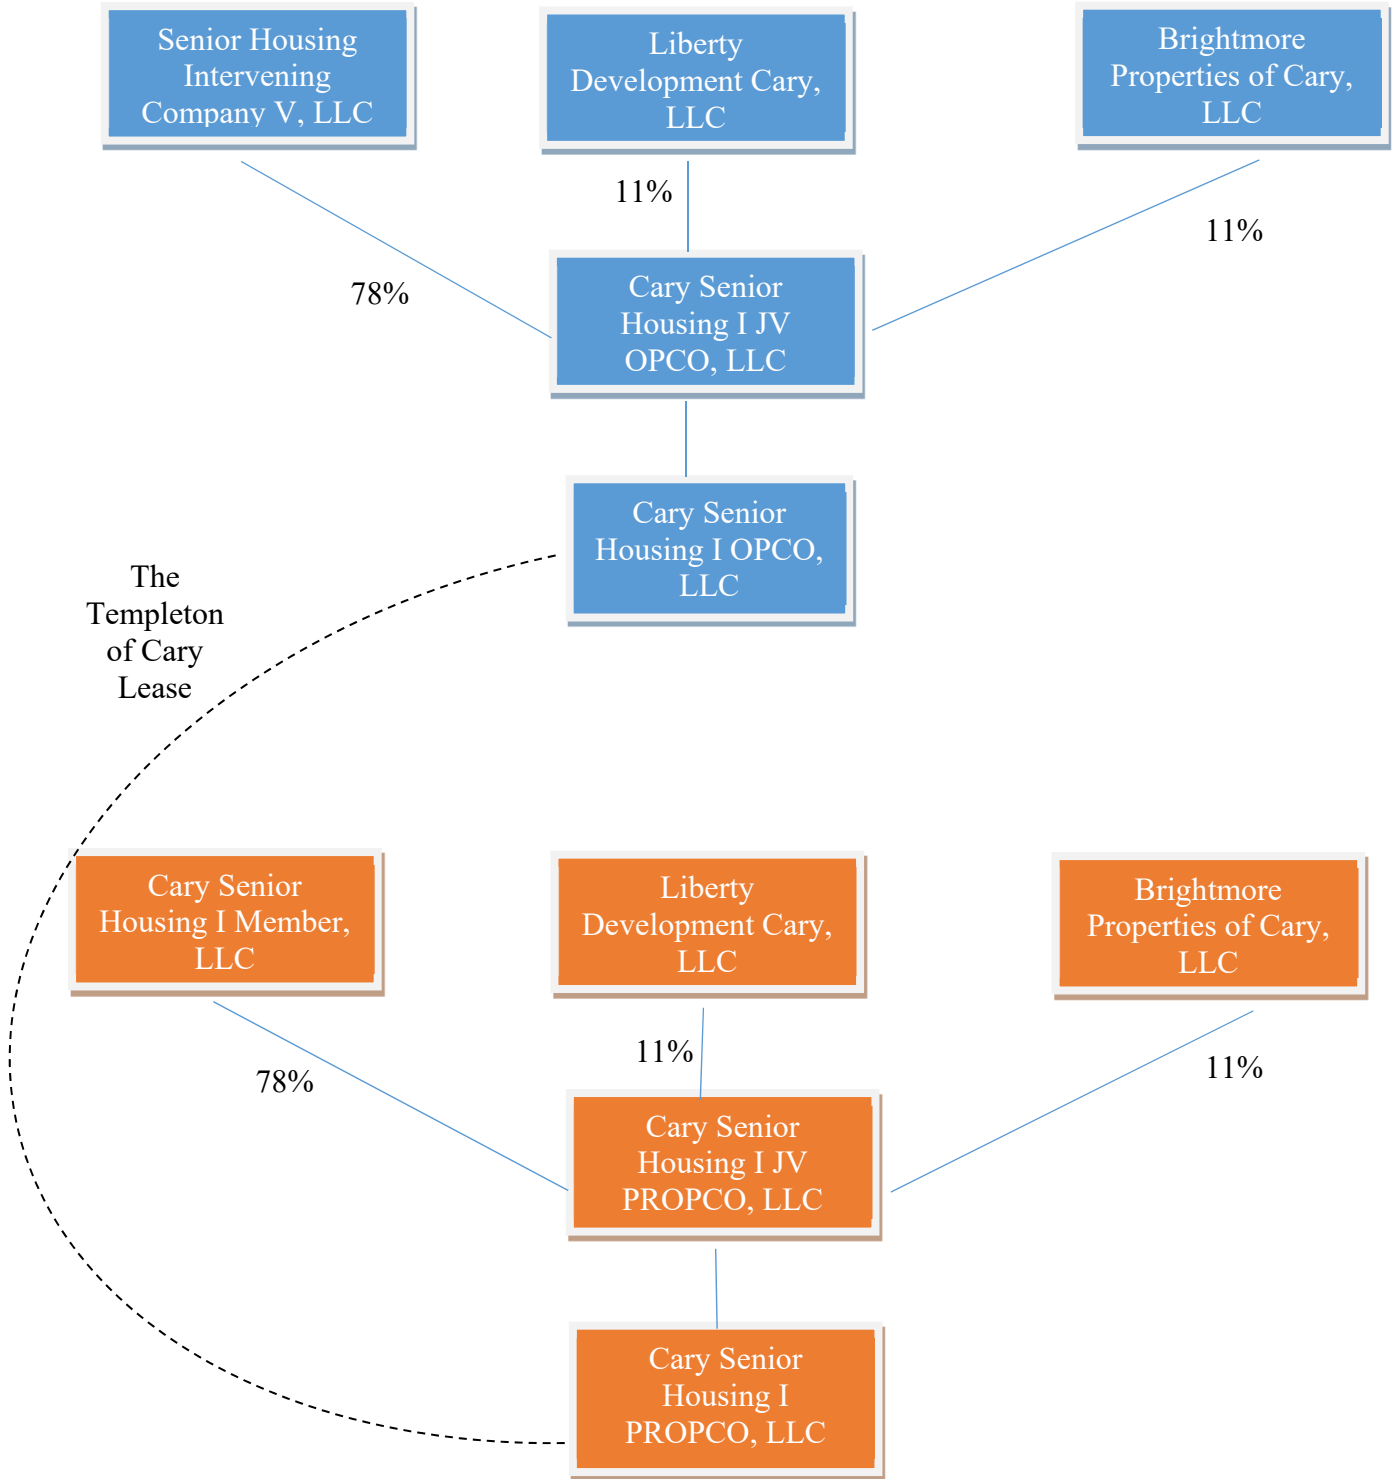 Senior Housing
Intervening
Company V, LLC
Liberty
Development Cary,
LLC
Brightmore
Properties of Cary,
LLC
11%
11%
78%
Cary Senior
Housing I JV
OPCO, LLC
Cary Senior
Housing I OPCO,
LLC
The
Templeton
of Cary
Lease
Cary Senior
Housing I Member,
LLC
Liberty
Development Cary,
LLC
Brightmore
Properties of Cary,
LLC
11%
11%
78%
Cary Senior
Housing I JV
PROPCO, LLC
Cary Senior
Housing I
PROPCO, LLC